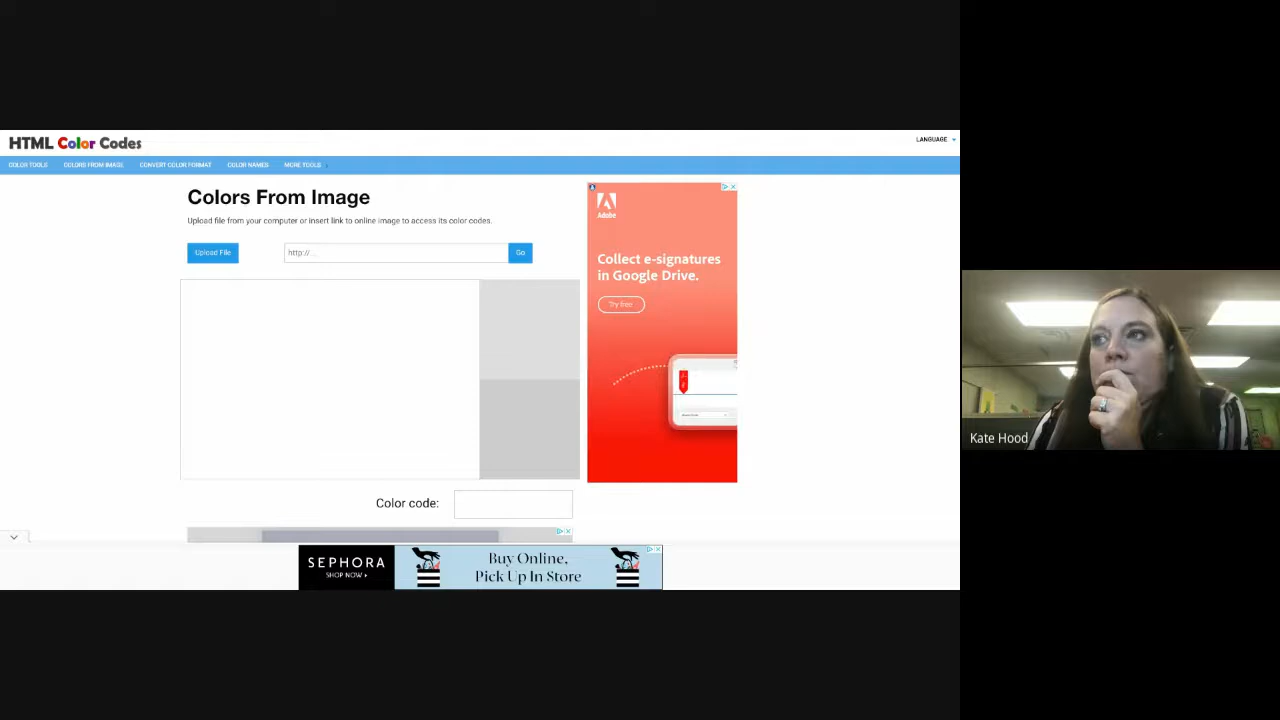 HTML Color Codes
LANGUAGE
COLOR TOOLS COLORS FROM IMAGE CONVERT COLOR FORMAT COLOR NAMES MORE TOOLS
Colors From Image
Upload file from your computer or insert link to online image to access its color codes.
Upload File
http://...
Go
Color code:
Adobe
Collect e-signatures
in Google Drive.
Try free
SEPHORA
SHOP NOW
Buy Online,
Pick Up In Store
Kate Hood